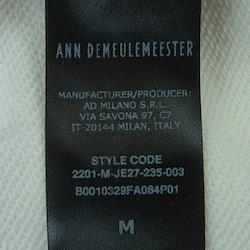 ANN DEMEULEMEESTER
MANUFACTURER/PRODUCER:
AD MILANO S.R.L.
VIA SAVONA 97, C7
IT-20144 MILAN, ITALY
STYLE CODE
2201-M-JE27-235-003
B0010329FA084P01
M